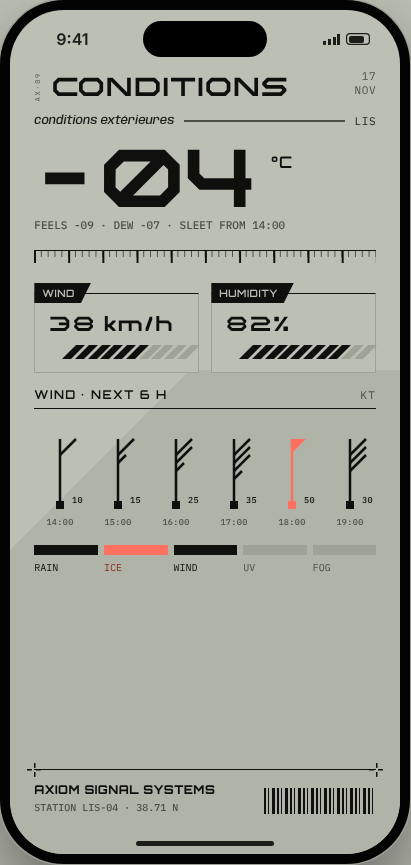 9:41
AX·09
CONDITIONS
17
NOV
conditions extérieures
LIS
-04 °C
FEELS -09 · DEW -07 · SLEET FROM 14:00
WIND
38 km/h
HUMIDITY
82%
WIND · NEXT 6 H
KT
10 15 25 35 50 30
14:00 15:00 16:00 17:00 18:00 19:00
RAIN ICE WIND UV FOG
AXIOM SIGNAL SYSTEMS
STATION LIS-04 · 38.71 N